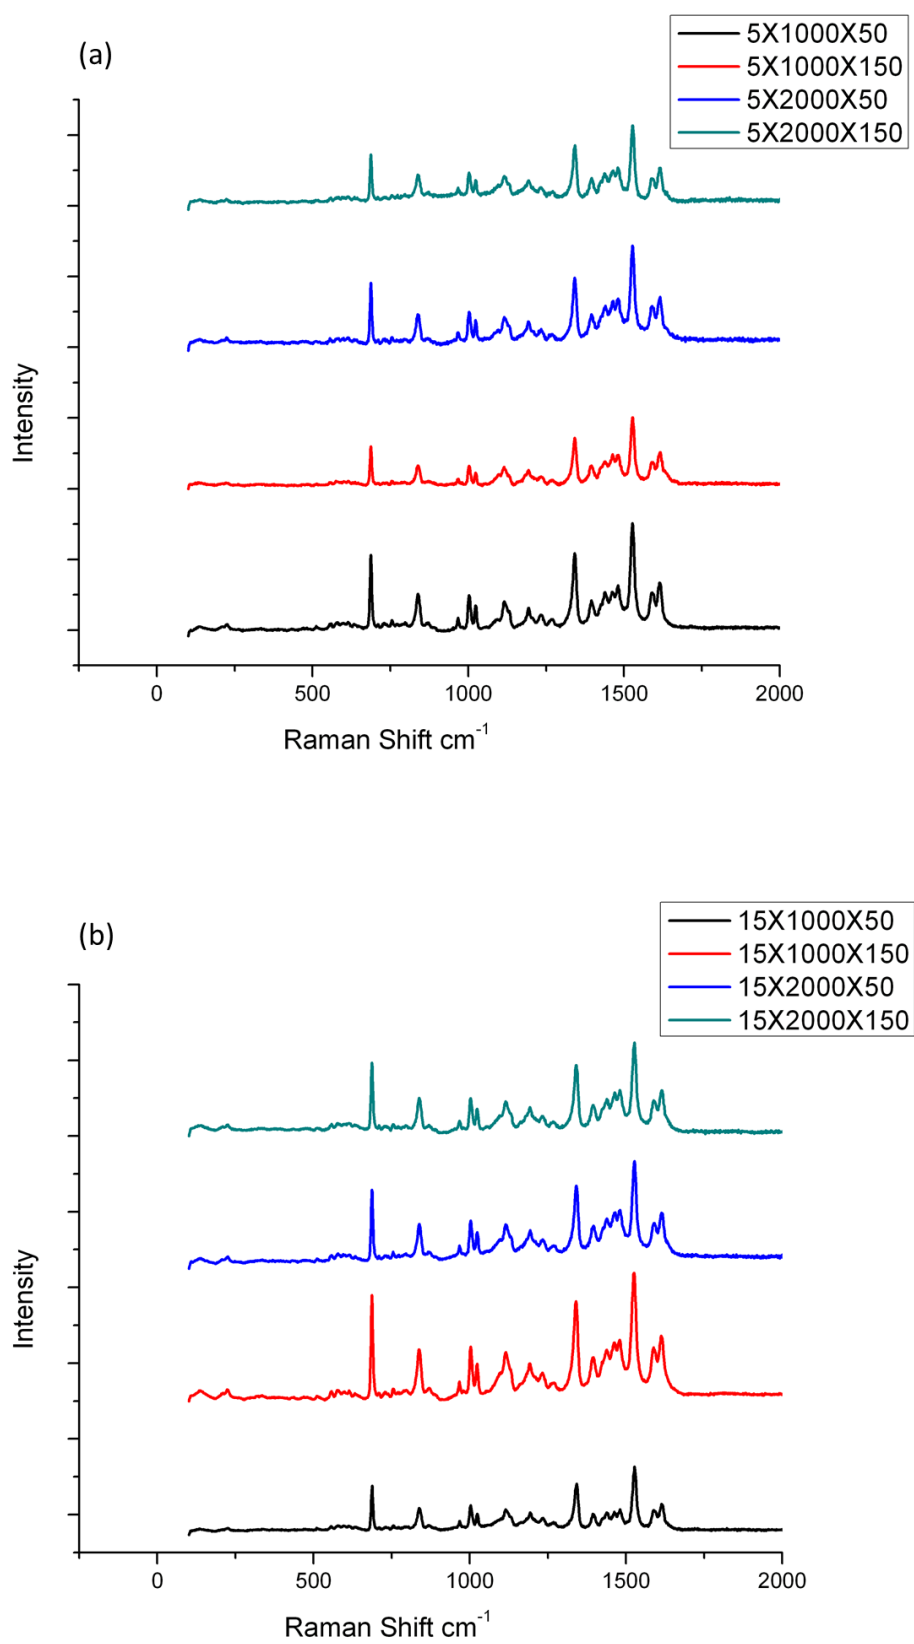 (a)
5X1000X50
5X1000X150
5X2000X50
5X2000X150
Intensity
0 500 1000 1500 2000
Raman Shift cm⁻¹
(b)
15X1000X50
15X1000X150
15X2000X50
15X2000X150
Intensity
0 500 1000 1500 2000
Raman Shift cm⁻¹